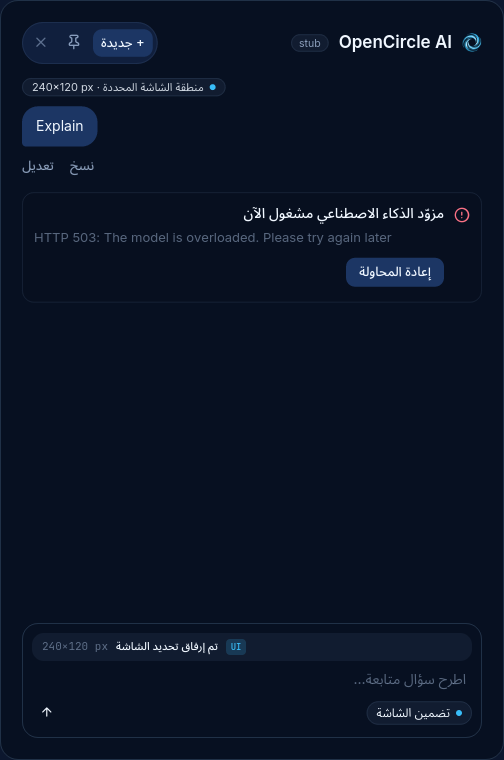 OpenCircle AI stub + جديدة
منطقة الشاشة المحددة · 240×120 px
Explain
نسخ تعديل
مزوّد الذكاء الاصطناعي مشغول الآن
HTTP 503: The model is overloaded. Please try again later
إعادة المحاولة
UI تم إرفاق تحديد الشاشة 240×120 px
اطرح سؤال متابعة...
تضمين الشاشة